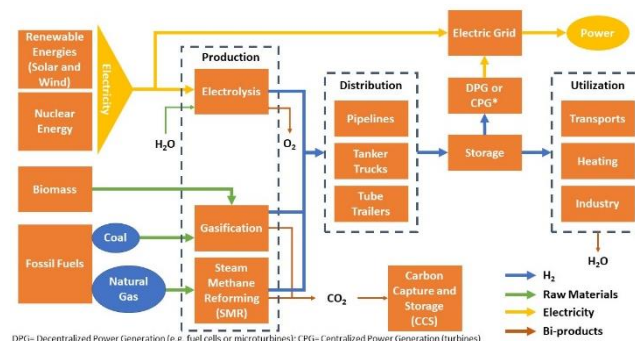 Renewable
Energies
(Solar and
Wind)
Nuclear
Energy
Electricity
Biomass
Fossil Fuels
Coal
Natural
Gas
Production
Electrolysis
H₂O
O₂
Gasification
Steam
Methane
Reforming
(SMR)
CO₂
Carbon
Capture and
Storage
(CCS)
Distribution
Pipelines
Tanker
Trucks
Tube
Trailers
Electric Grid
Power
DPG or
CPG*
Storage
Utilization
Transports
Heating
Industry
H₂O
H₂
Raw Materials
Electricity
Bi-products
DPG– Decentralized Power Generation (e.g. fuel cells or microturbines); CPG– Centralized Power Generation (turbines)